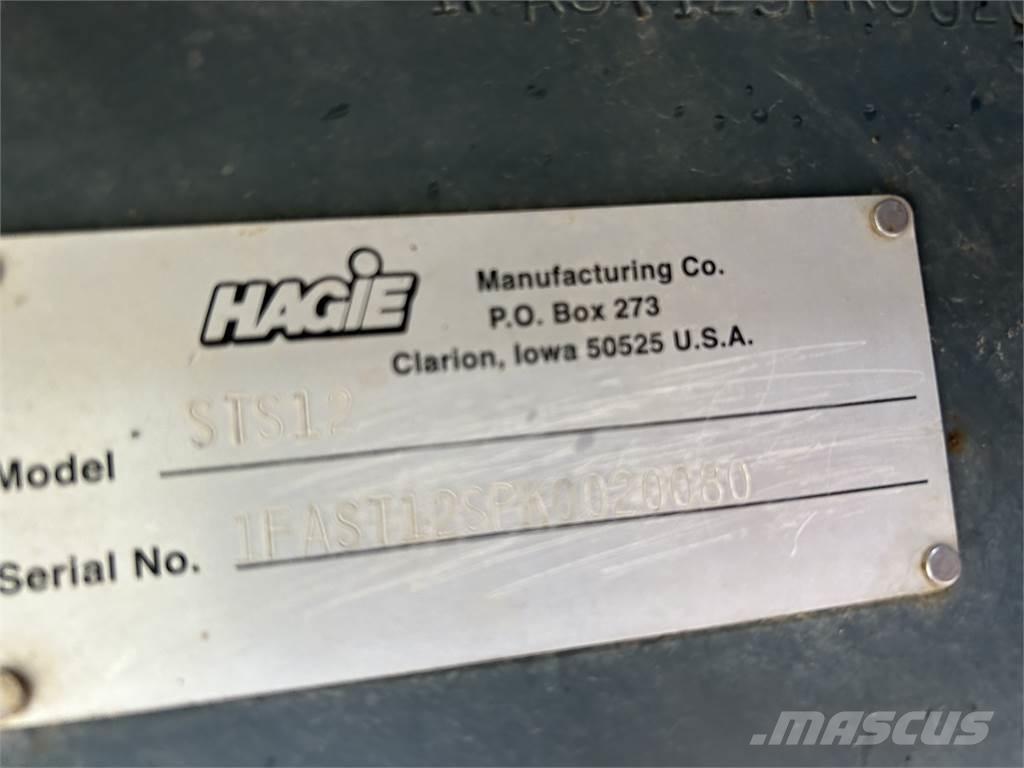 HAGIE
Manufacturing Co.
P.O. Box 273
Clarion, Iowa 50525 U.S.A.
Model STS12
Serial No. 1FAST12SPK0020080
MASCUS